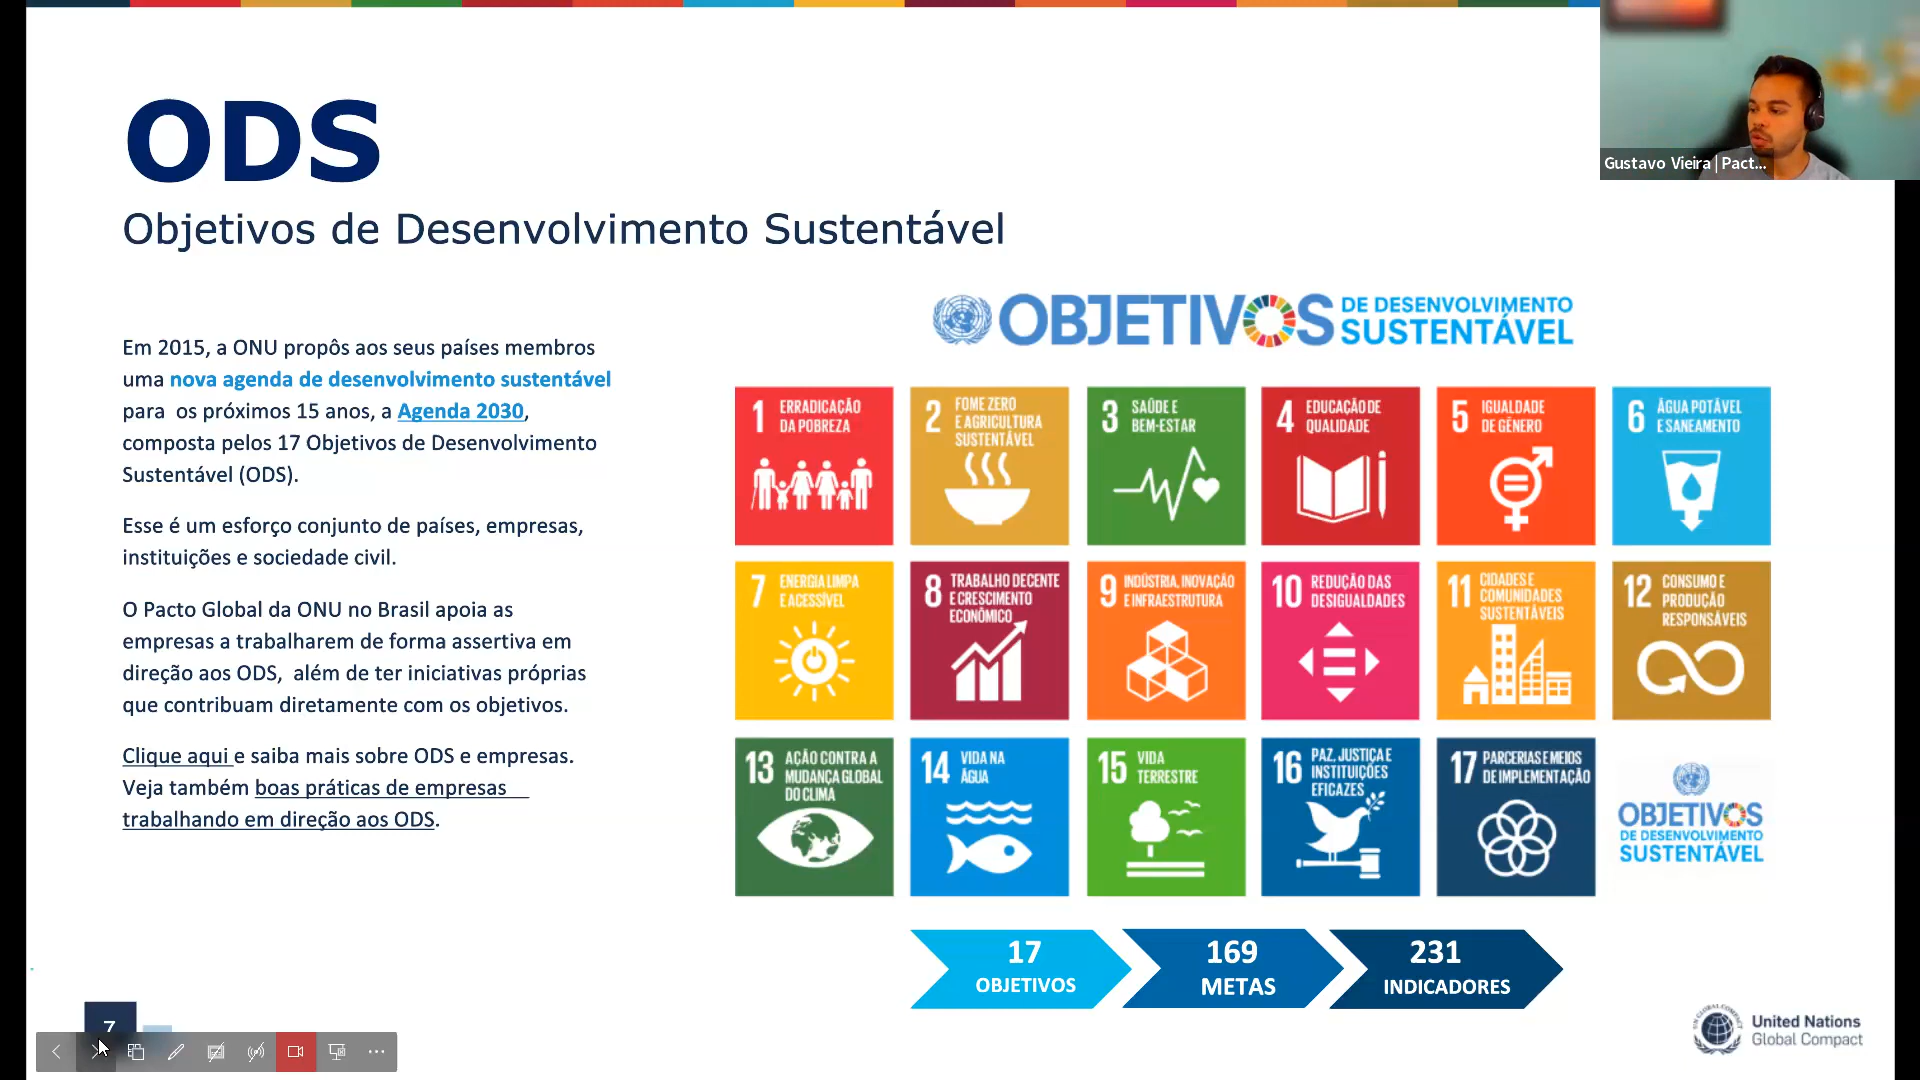 ODS
Objetivos de Desenvolvimento Sustentável
Gustavo Vieira | Pact...
Em 2015, a ONU propôs aos seus países membros
uma nova agenda de desenvolvimento sustentável
para os próximos 15 anos, a Agenda 2030,
composta pelos 17 Objetivos de Desenvolvimento
Sustentável (ODS).
Esse é um esforço conjunto de países, empresas,
instituições e sociedade civil.
O Pacto Global da ONU no Brasil apoia as
empresas a trabalharem de forma assertiva em
direção aos ODS, além de ter iniciativas próprias
que contribuam diretamente com os objetivos.
Clique aqui e saiba mais sobre ODS e empresas.
Veja também boas práticas de empresas
trabalhando em direção aos ODS.
OBJETIVOS
DE DESENVOLVIMENTO
SUSTENTÁVEL
1 ERRADICAÇÃO
DA POBREZA
2 FOME ZERO
E AGRICULTURA
SUSTENTÁVEL
3 SAÚDE E
BEM-ESTAR
4 EDUCAÇÃO DE
QUALIDADE
5 IGUALDADE
DE GÊNERO
6 ÁGUA POTÁVEL
E SANEAMENTO
7 ENERGIA LIMPA
E ACESSÍVEL
8 TRABALHO DECENTE
E CRESCIMENTO
ECONÔMICO
9 INDÚSTRIA, INOVAÇÃO
E INFRAESTRUTURA
10 REDUÇÃO DAS
DESIGUALDADES
11 CIDADES E
COMUNIDADES
SUSTENTÁVEIS
12 CONSUMO E
PRODUÇÃO
RESPONSÁVEIS
13 AÇÃO CONTRA A
MUDANÇA GLOBAL
DO CLIMA
14 VIDA NA
ÁGUA
15 VIDA
TERRESTRE
16 PAZ, JUSTIÇA E
INSTITUIÇÕES
EFICAZES
17 PARCERIAS E MEIOS
DE IMPLEMENTAÇÃO
OBJETIVOS
DE DESENVOLVIMENTO
SUSTENTÁVEL
17
OBJETIVOS
169
METAS
231
INDICADORES
7
United Nations
Global Compact